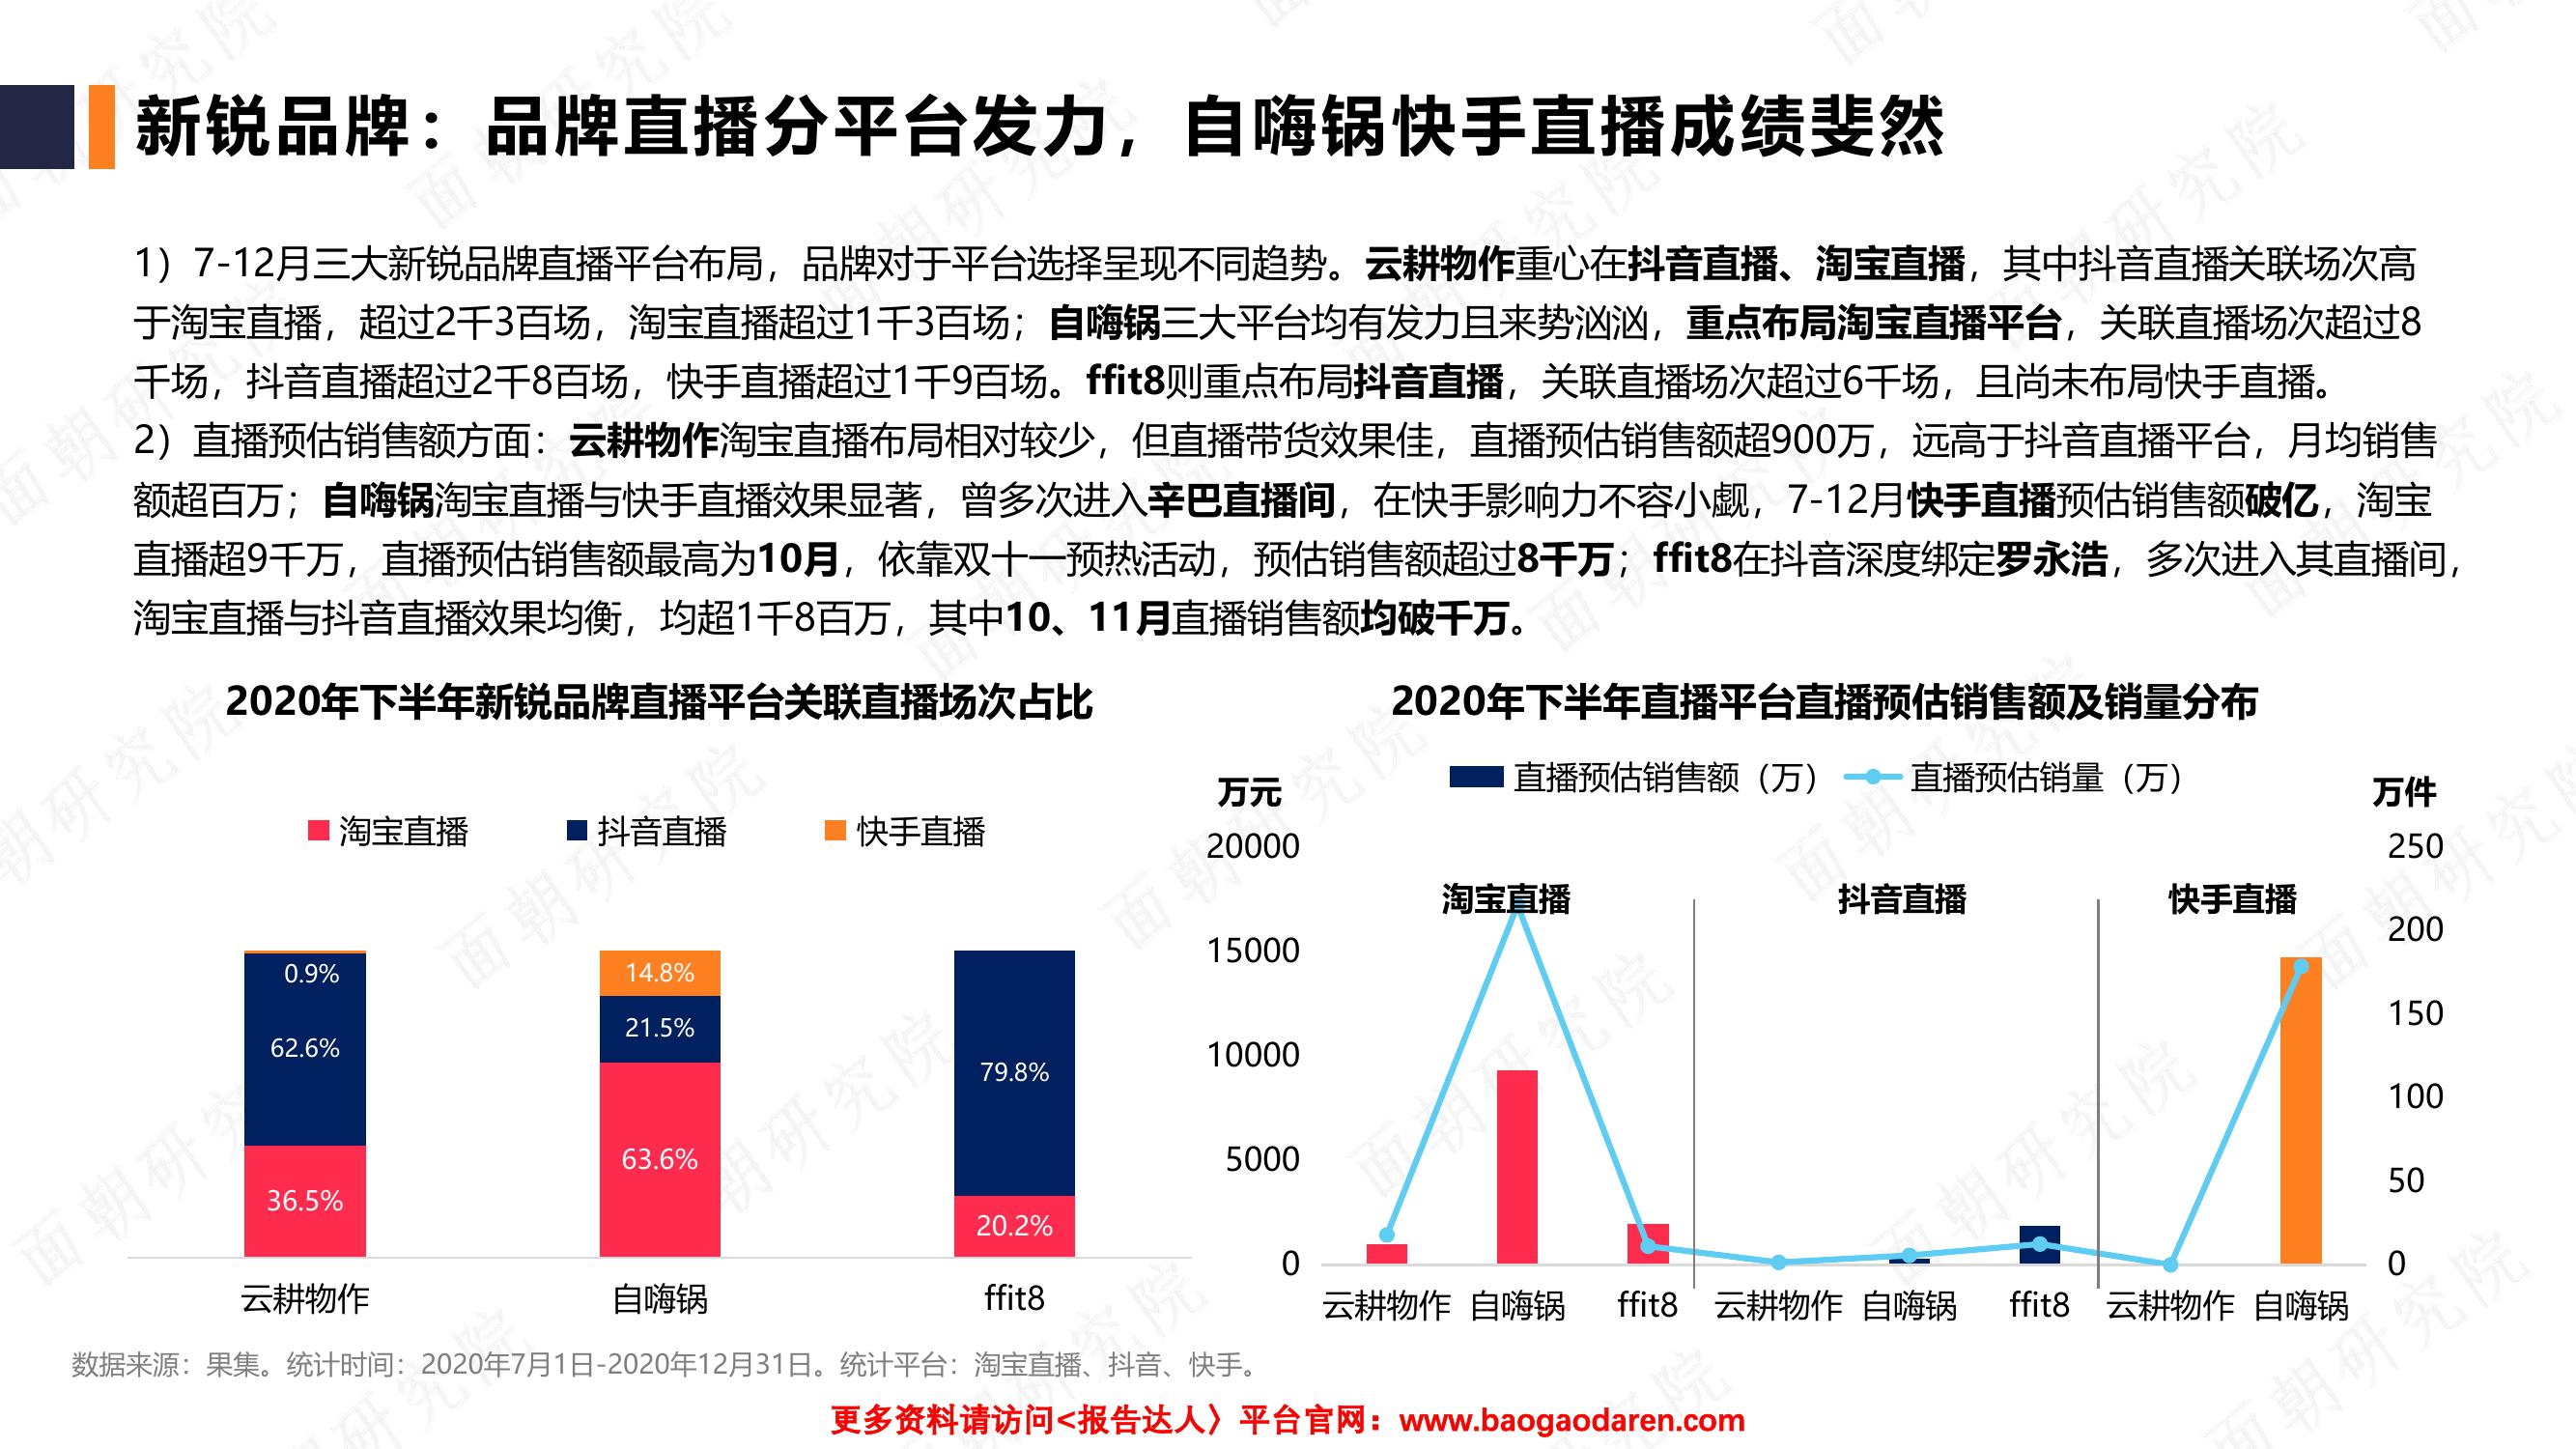 新锐品牌：品牌直播分平台发力，自嗨锅快手直播成绩斐然
1）7-12月三大新锐品牌直播平台布局，品牌对于平台选择呈现不同趋势。云耕物作重心在抖音直播、淘宝直播，其中抖音直播关联场次高
于淘宝直播，超过2千3百场，淘宝直播超过1千3百场；自嗨锅三大平台均有发力且来势汹汹，重点布局淘宝直播平台，关联直播场次超过8
千场，抖音直播超过2千8百场，快手直播超过1千9百场。ffit8则重点布局抖音直播，关联直播场次超过6千场，且尚未布局快手直播。
2）直播预估销售额方面：云耕物作淘宝直播布局相对较少，但直播带货效果佳，直播预估销售额超900万，远高于抖音直播平台，月均销售
额超百万；自嗨锅淘宝直播与快手直播效果显著，曾多次进入辛巴直播间，在快手影响力不容小觑，7-12月快手直播预估销售额破亿，淘宝
直播超9千万，直播预估销售额最高为10月，依靠双十一预热活动，预估销售额超过8千万；ffit8在抖音深度绑定罗永浩，多次进入其直播间，
淘宝直播与抖音直播效果均衡，均超1千8百万，其中10、11月直播销售额均破千万。
2020年下半年新锐品牌直播平台关联直播场次占比
淘宝直播 抖音直播 快手直播
0.9%
62.6%
36.5%
14.8%
21.5%
63.6%
79.8%
20.2%
云耕物作 自嗨锅 ffit8
2020年下半年直播平台直播预估销售额及销量分布
直播预估销售额（万） 直播预估销量（万）
万元
万件
20000
15000
10000
5000
0
淘宝直播 抖音直播 快手直播
250
200
150
100
50
0
云耕物作 自嗨锅 ffit8 云耕物作 自嗨锅 ffit8 云耕物作 自嗨锅
数据来源：果集。统计时间：2020年7月1日-2020年12月31日。统计平台：淘宝直播、抖音、快手。
更多资料请访问<报告达人〉平台官网：www.baogaodaren.com
面朝研究院